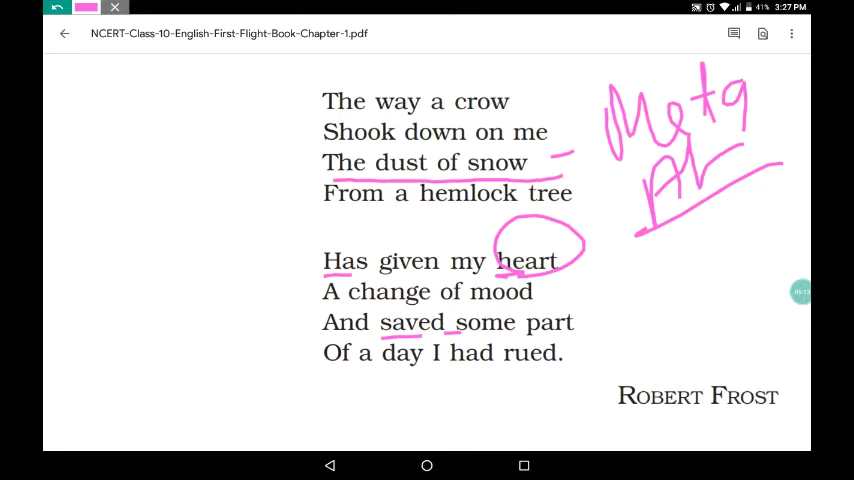 41% 3:27 PM
NCERT-Class-10-English-First-Flight-Book-Chapter-1.pdf
The way a crow
Shook down on me
The dust of snow
From a hemlock tree
Has given my heart
A change of mood
And saved some part
Of a day I had rued.
ROBERT FROST
05:13